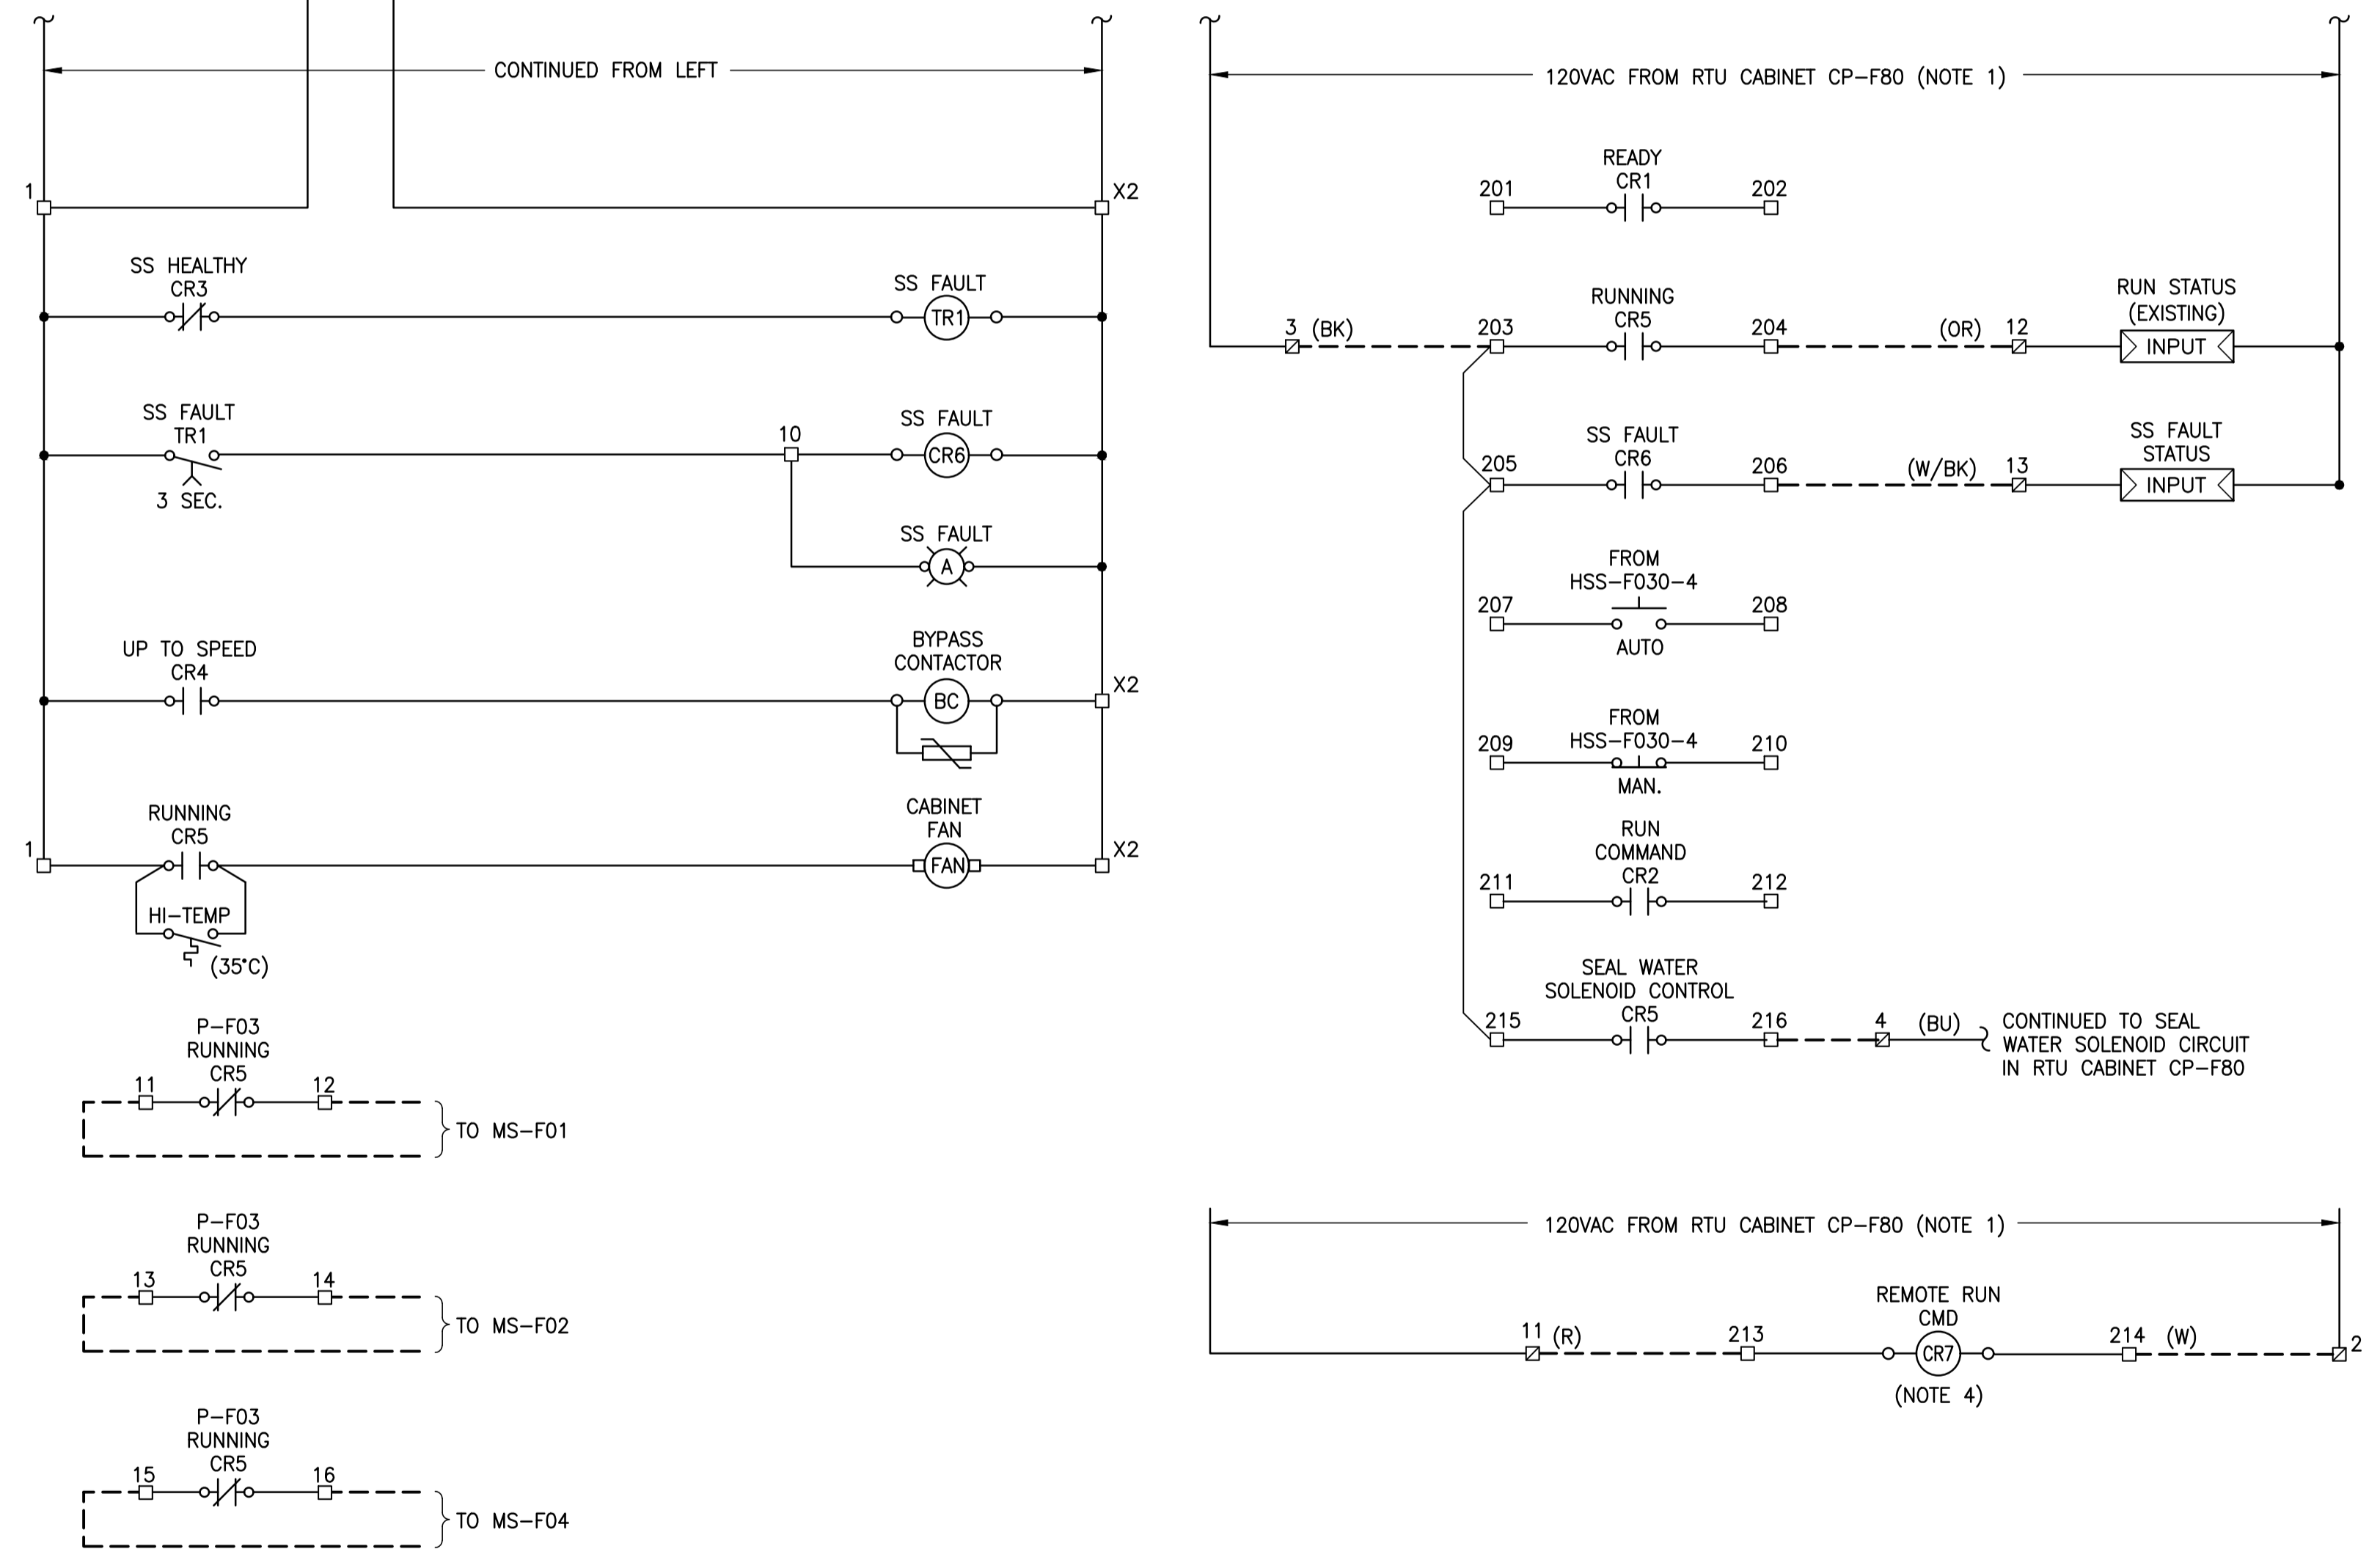 CONTINUED FROM LEFT
1
X2
SS HEALTHY
CR3
SS FAULT
TR1
SS FAULT
TR1
3 SEC.
10
SS FAULT
CR6
SS FAULT
A
UP TO SPEED
CR4
BYPASS
CONTACTOR
BC
X2
1
RUNNING
CR5
CABINET
FAN
FAN
X2
HI-TEMP
(35°C)
P-F03
RUNNING
CR5
11
12
TO MS-F01
P-F03
RUNNING
CR5
13
14
TO MS-F02
P-F03
RUNNING
CR5
15
16
TO MS-F04
120VAC FROM RTU CABINET CP-F80 (NOTE 1)
READY
CR1
201
202
3 (BK)
203
RUNNING
CR5
204
(OR)
12
RUN STATUS
(EXISTING)
INPUT
205
SS FAULT
CR6
206
(W/BK)
13
SS FAULT
STATUS
INPUT
207
FROM
HSS-F030-4
AUTO
208
209
FROM
HSS-F030-4
MAN.
210
211
RUN
COMMAND
CR2
212
215
SEAL WATER
SOLENOID CONTROL
CR5
216
4
(BU)
CONTINUED TO SEAL
WATER SOLENOID CIRCUIT
IN RTU CABINET CP-F80
120VAC FROM RTU CABINET CP-F80 (NOTE 1)
11 (R)
213
REMOTE RUN
CMD
CR7
(NOTE 4)
214 (W)
2